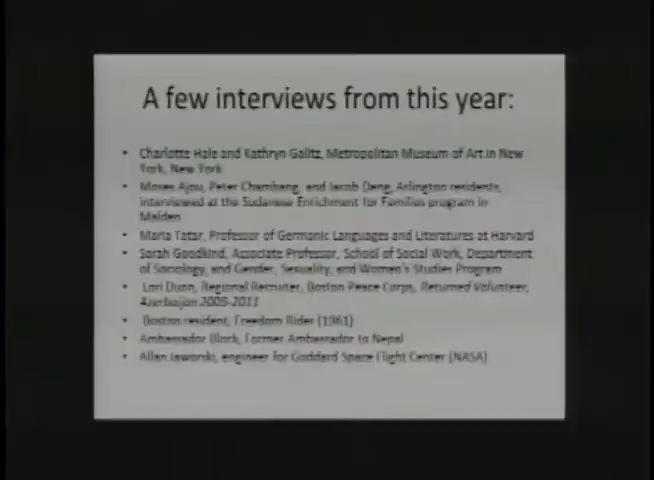 A few interviews from this year:
• Charlotte Hale and Kathryn Galitz, Metropolitan Museum of Art in New
York, New York
• Moses Ajou, Peter Chambang, and Jacob Deng, Arlington residents,
interviewed at the Sudanese Enrichment for Families program in
Malden
• Maria Tatar, Professor of Germanic Languages and Literatures at Harvard
• Sarah Goodkind, Associate Professor, School of Social Work, Department
of Sociology, and Gender, Sexuality, and Women's Studies Program
• Lori Dunn, Regional Recruiter, Boston Peace Corps, Returned Volunteer,
Azerbaijan 2009-2011
• Boston resident, Freedom Rider (1961)
• Ambassador Block, Former Ambassador to Nepal
• Allan Jaworski, engineer for Goddard Space Flight Center (NASA)